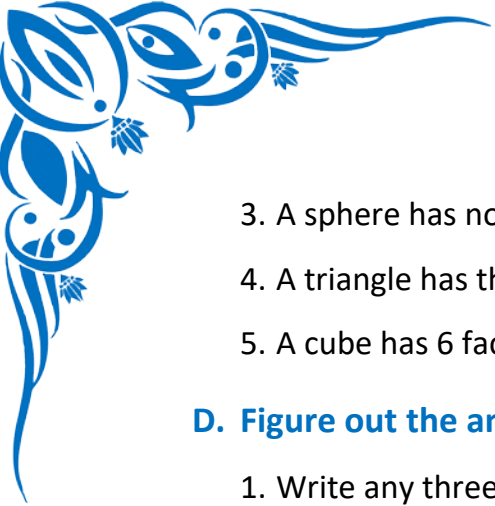 3. A sphere has no
4. A triangle has th
5. A cube has 6 fac
D. Figure out the ar
1. Write any three